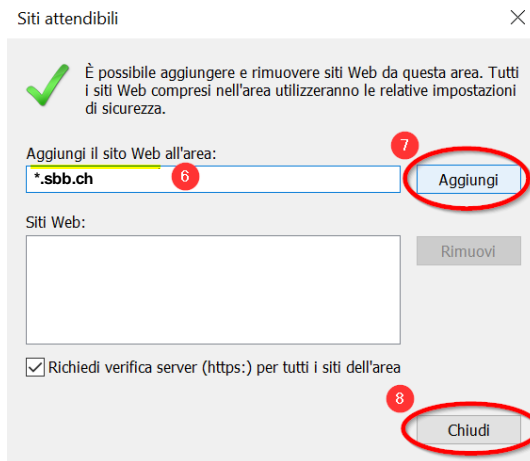 Siti attendibili
È possibile aggiungere e rimuovere siti Web da questa area. Tutti
i siti Web compresi nell'area utilizzeranno le relative impostazioni
di sicurezza.
7
Aggiungi il sito Web all'area:
*.sbb.ch 6 Aggiungi
Siti Web:
Rimuovi
Richiedi verifica server (https:) per tutti i siti dell'area
8
Chiudi